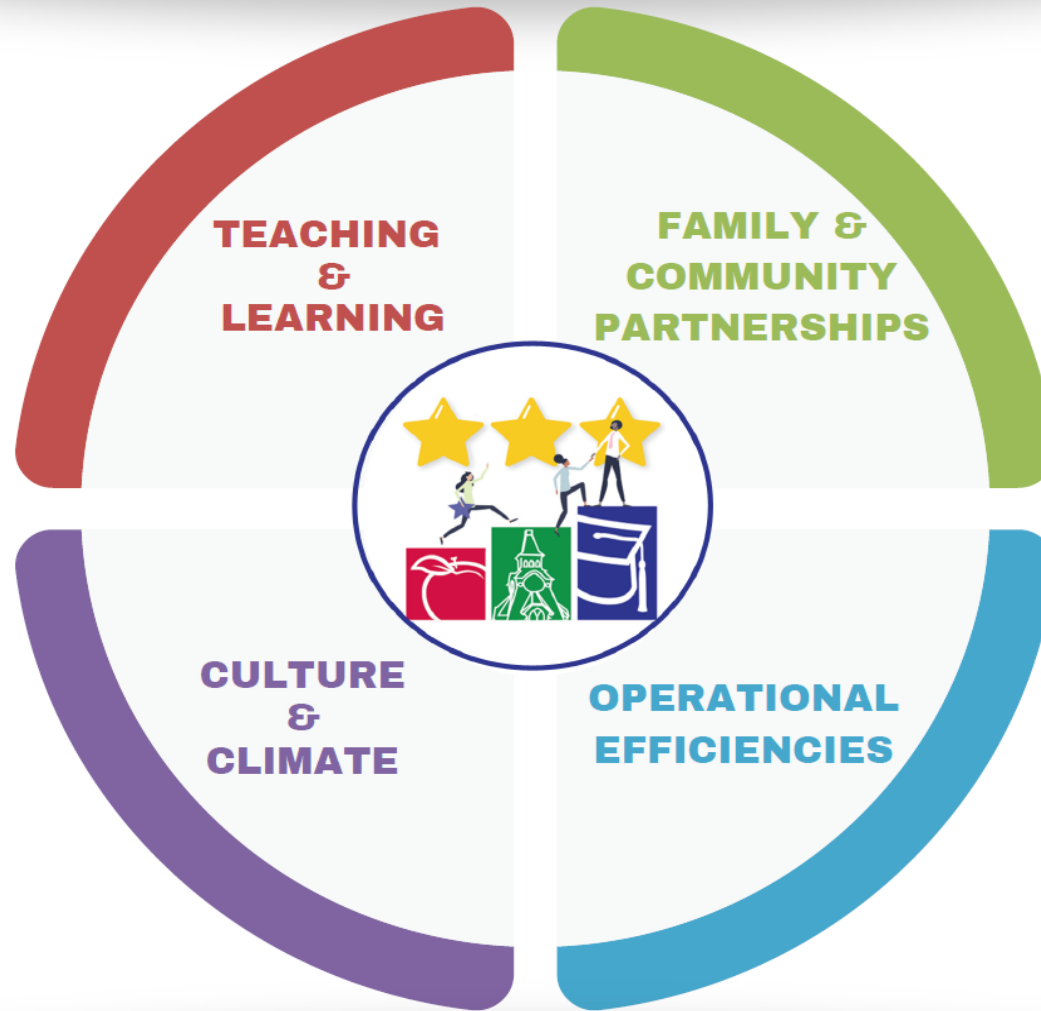 TEACHING
&
LEARNING
FAMILY &
COMMUNITY
PARTNERSHIPS
CULTURE
&
CLIMATE
OPERATIONAL
EFFICIENCIES